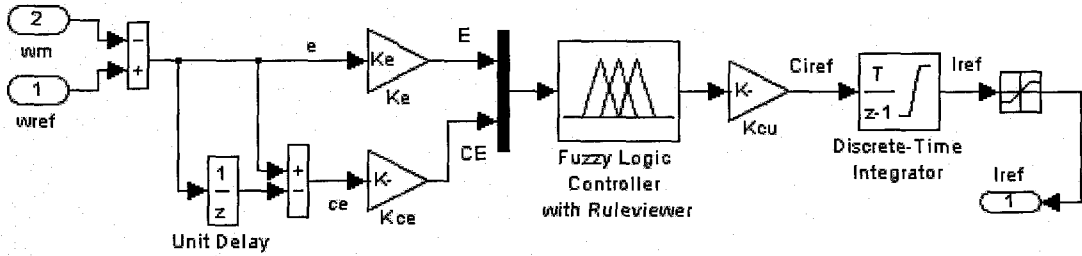 2
wm
1
wref
−
+
e
Ke
Ke
E
1
z
Unit Delay
+
−
ce
K-
Kce
CE
Fuzzy Logic
Controller
with Ruleviewer
K-
Kcu
Ciref
T
z-1
Discrete-Time
Integrator
Iref
Iref
1